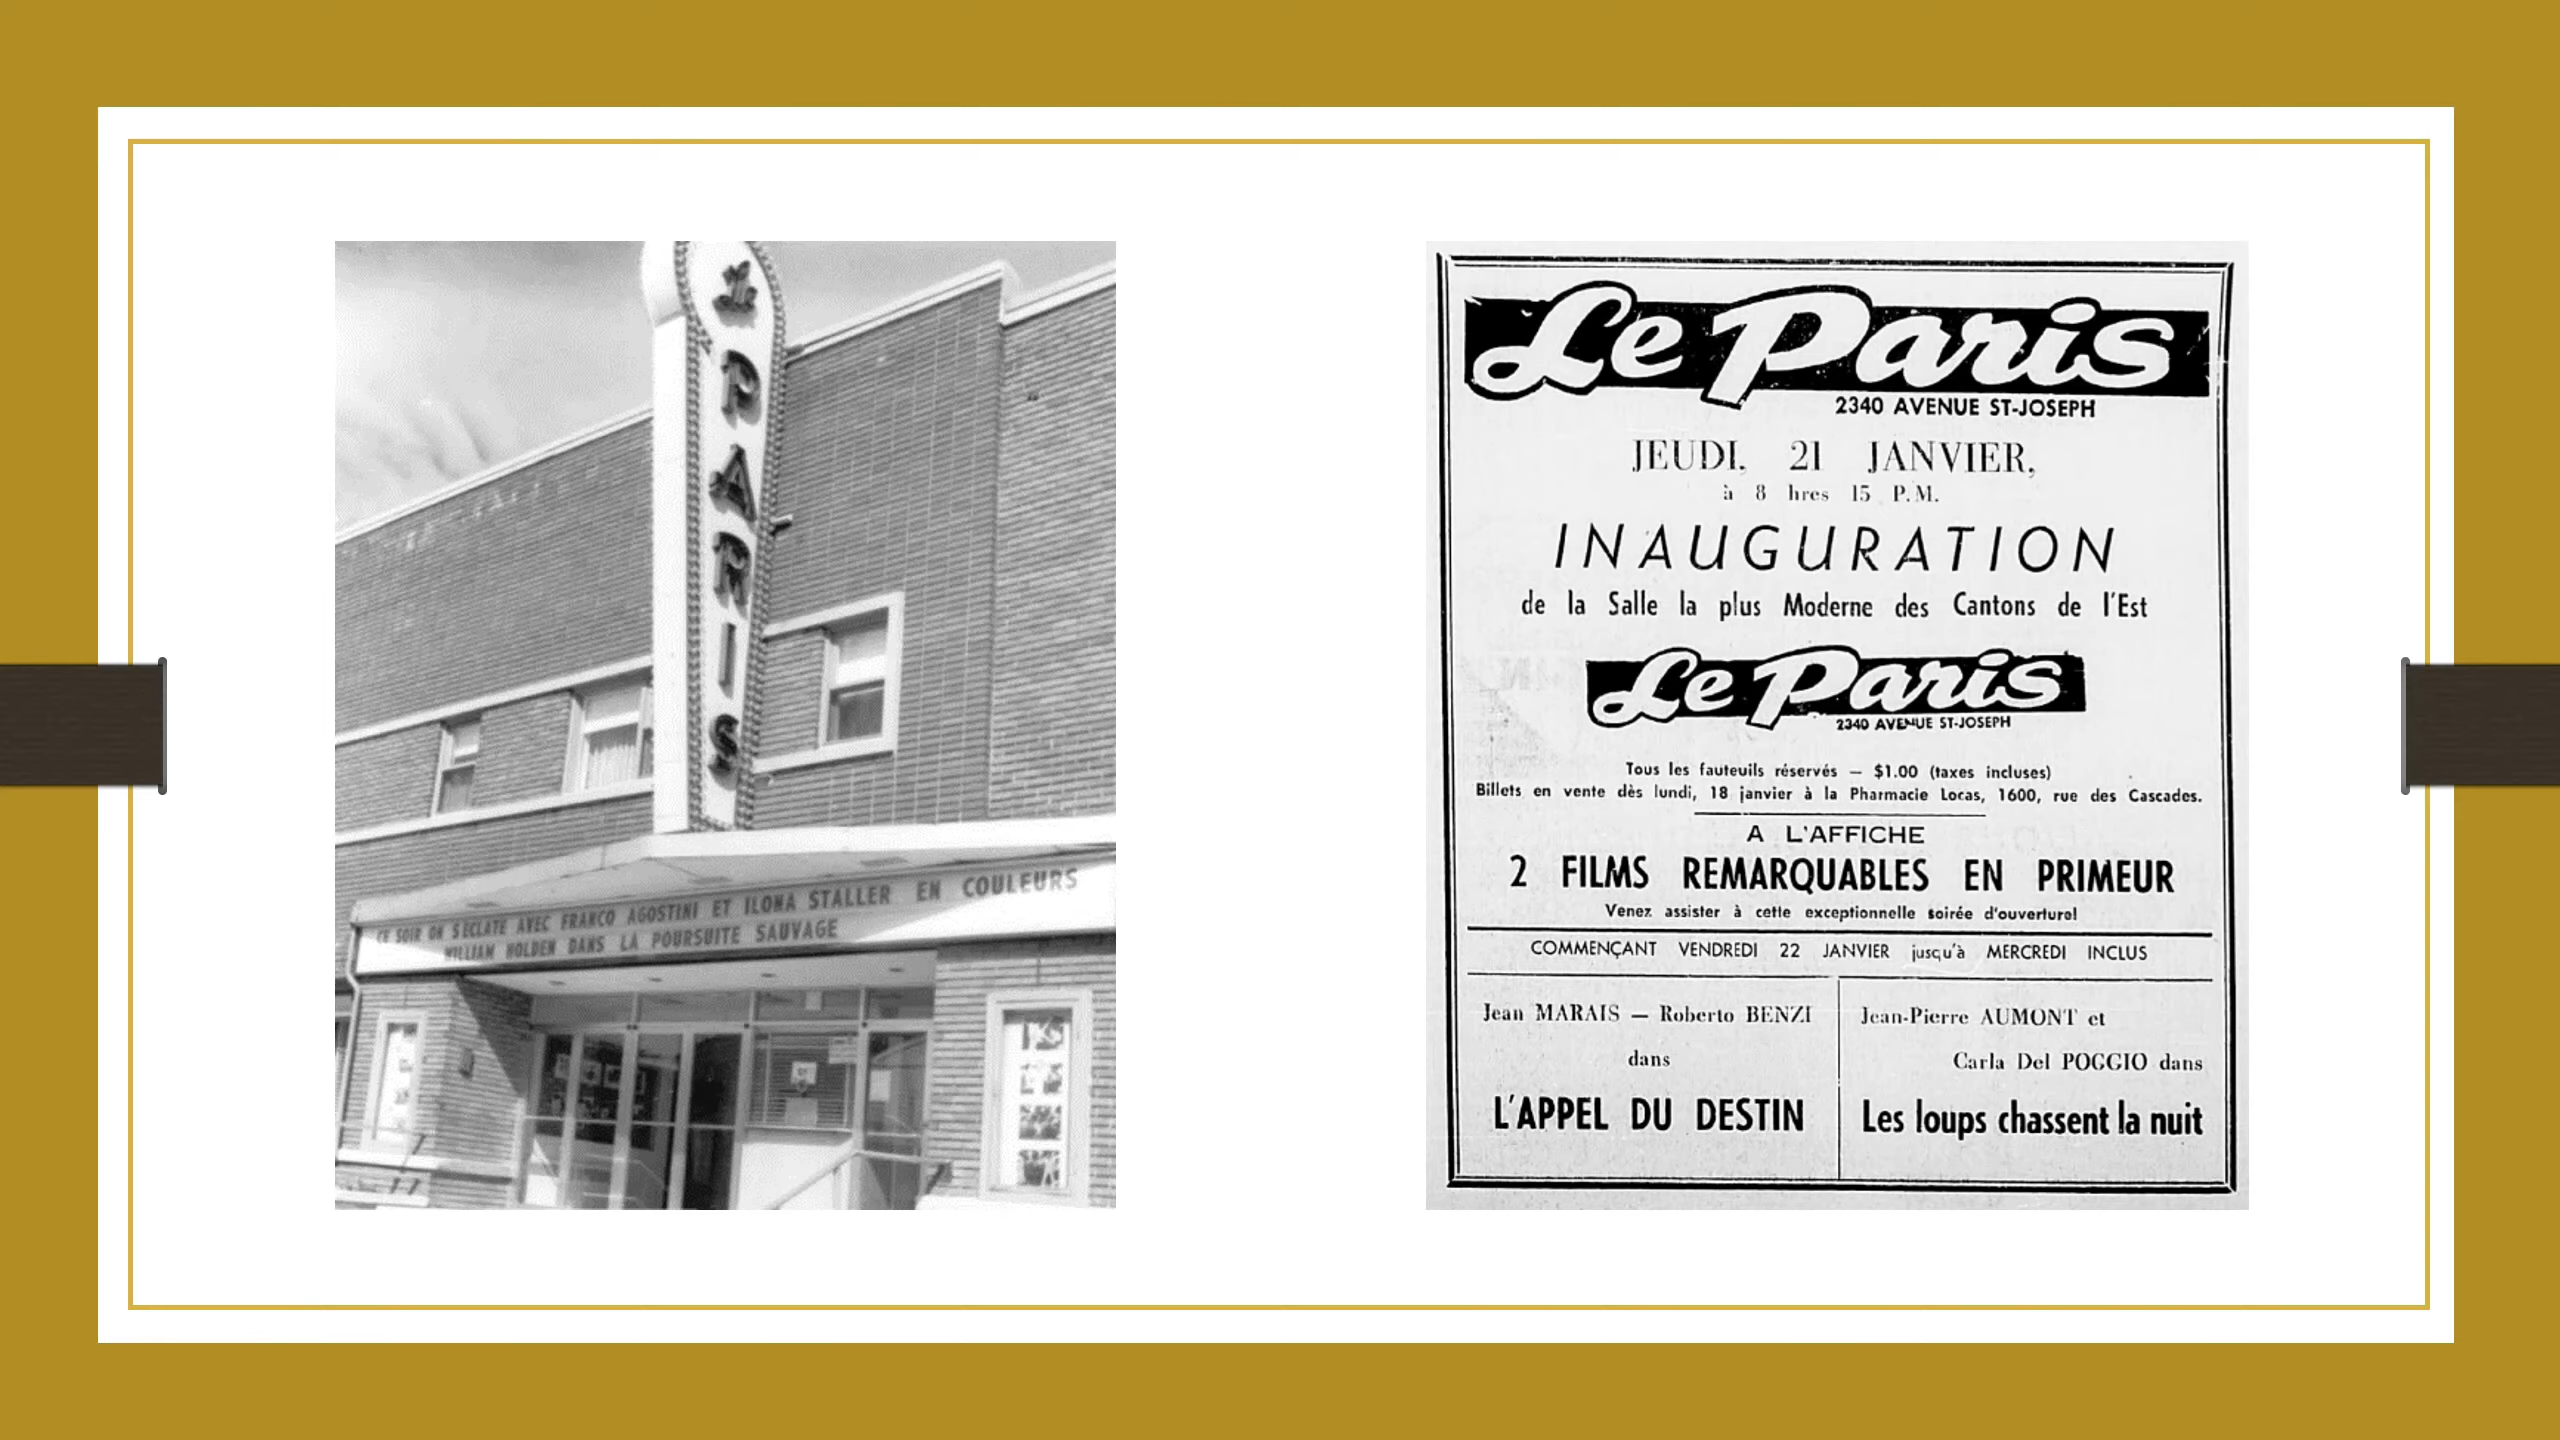 Le
PARIS
CE SOIR ON S'ECLATE AVEC FRANCO AGOSTINI ET ILONA STALLER EN COULEURS
WILLIAM HOLDEN DANS LA POURSUITE SAUVAGE
Le Paris
2340 AVENUE ST-JOSEPH
JEUDI, 21 JANVIER,
à 8 hres 15 P.M.
INAUGURATION
de la Salle la plus Moderne des Cantons de l'Est
Le Paris
2340 AVENUE ST-JOSEPH
Tous les fauteuils réservés — $1.00 (taxes incluses)
Billets en vente dès lundi, 18 janvier à la Pharmacie Locas, 1600, rue des Cascades.
A L'AFFICHE
2 FILMS REMARQUABLES EN PRIMEUR
Venez assister à cette exceptionnelle soirée d'ouverture!
COMMENÇANT VENDREDI 22 JANVIER jusqu'à MERCREDI INCLUS
Jean MARAIS — Roberto BENZI
dans
L'APPEL DU DESTIN
Jean-Pierre AUMONT et
Carla Del POGGIO dans
Les loups chassent la nuit